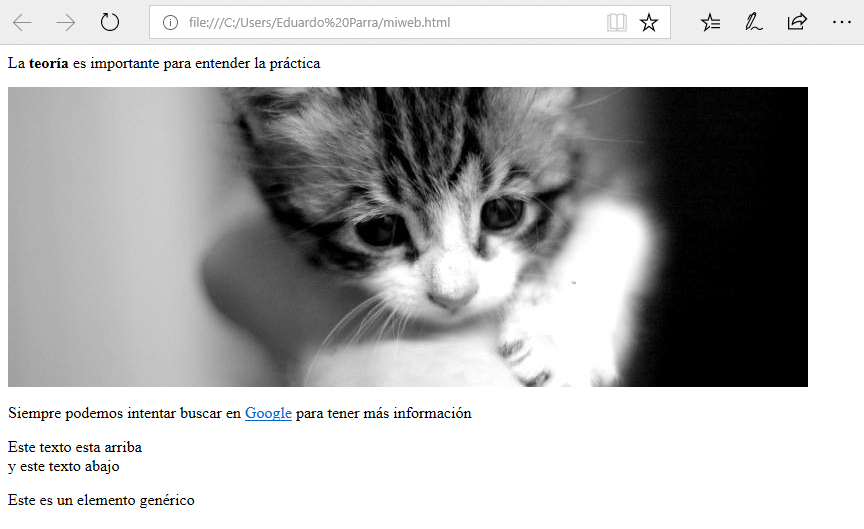 file:///C:/Users/Eduardo%20Parra/miweb.html
La teoría es importante para entender la práctica
Siempre podemos intentar buscar en Google para tener más información
Este texto esta arriba
y este texto abajo
Este es un elemento genérico